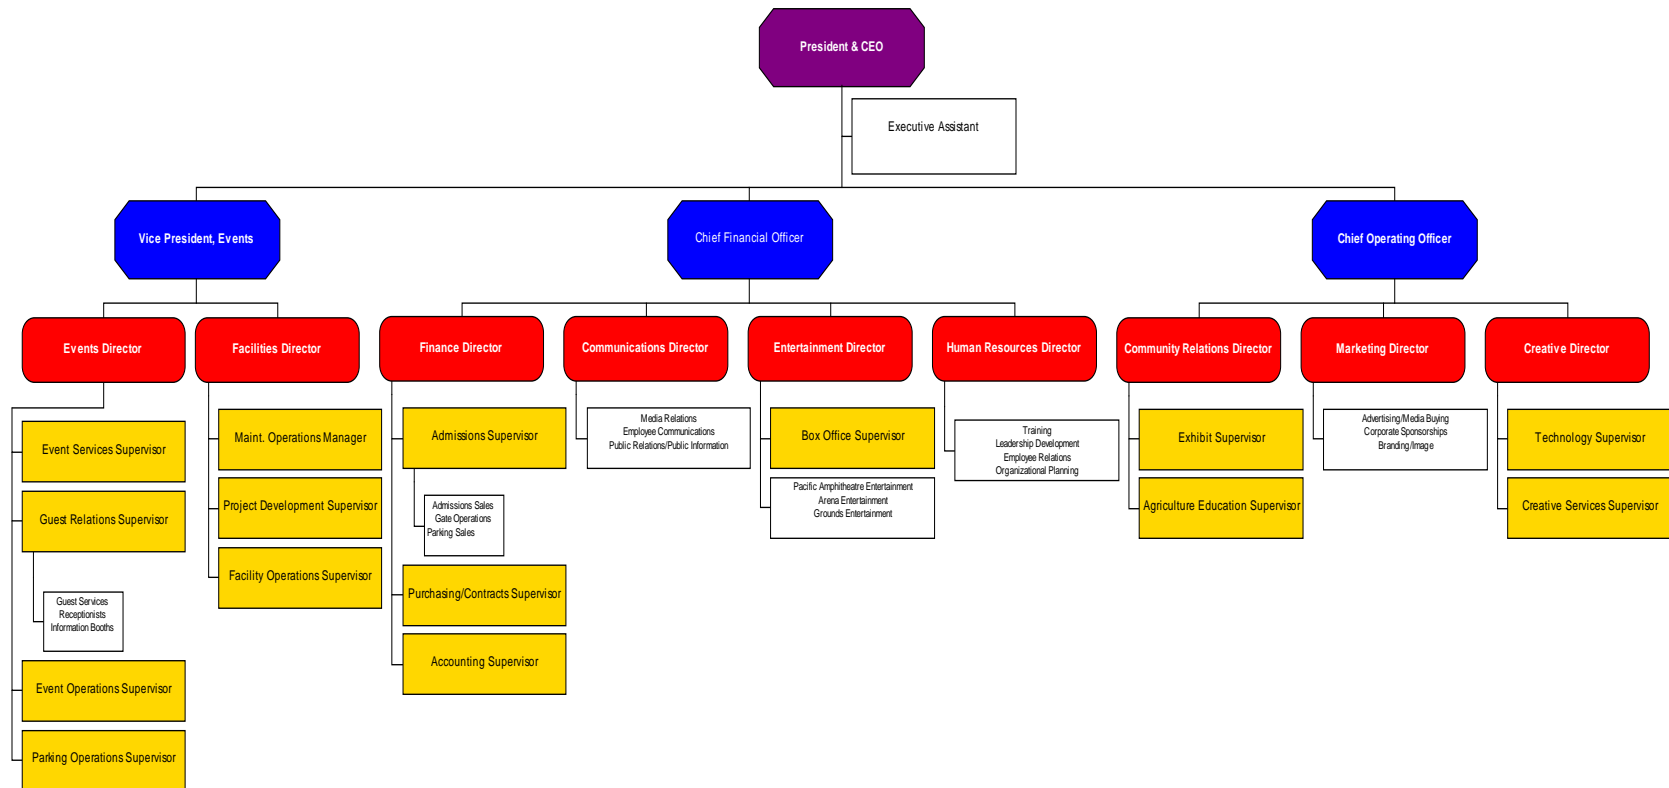 President & CEO
Executive Assistant
Vice President, Events
Chief Financial Officer
Chief Operating Officer
Events Director
Facilities Director
Finance Director
Communications Director
Entertainment Director
Human Resources Director
Community Relations Director
Marketing Director
Creative Director
Event Services Supervisor
Guest Relations Supervisor
Guest Services
Receptionists
Information Booths
Event Operations Supervisor
Parking Operations Supervisor
Maint. Operations Manager
Project Development Supervisor
Facility Operations Supervisor
Admissions Supervisor
Admissions Sales
Gate Operations
Parking Sales
Purchasing/Contracts Supervisor
Accounting Supervisor
Media Relations
Employee Communications
Public Relations/Public Information
Box Office Supervisor
Pacific Amphitheatre Entertainment
Arena Entertainment
Grounds Entertainment
Training
Leadership Development
Employee Relations
Organizational Planning
Exhibit Supervisor
Agriculture Education Supervisor
Advertising/Media Buying
Corporate Sponsorships
Branding/Image
Technology Supervisor
Creative Services Supervisor